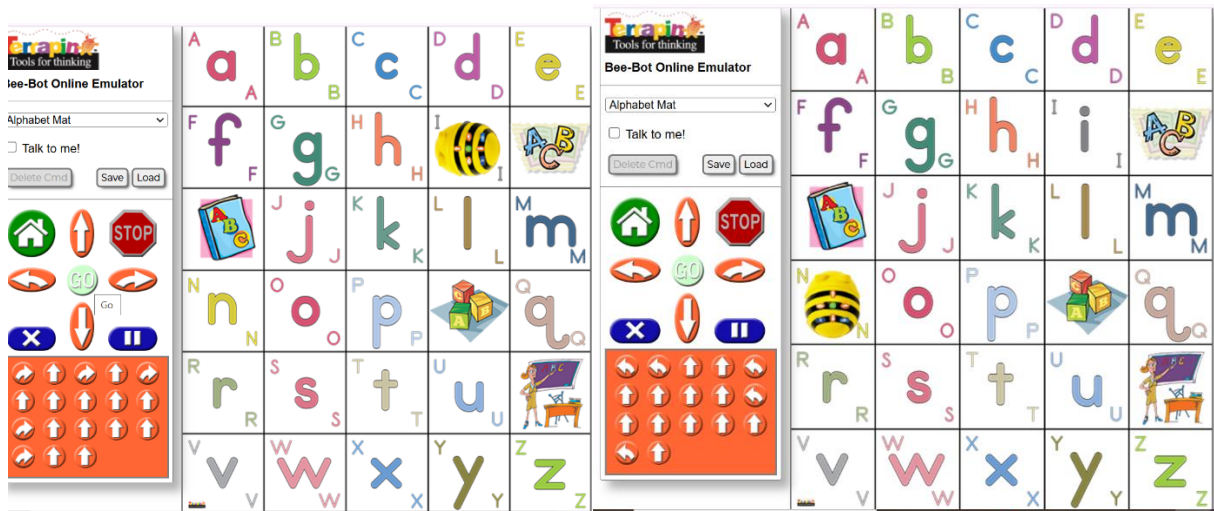 Terrapin
Tools for thinking
Bee-Bot Online Emulator
Alphabet Mat
Talk to me!
Delete Cmd Save Load
STOP
GO
Go
A a A B b B C c C D d D E e E
F f F G g G H h H I I A B C
A B C J j J K k K L l L M m M
N n N O o O P p P A Q q Q
R r R S s S T t T U u U
V v V W w W X x X Y y Y Z z Z
Terrapin
Tools for thinking
Bee-Bot Online Emulator
Alphabet Mat
Talk to me!
Delete Cmd Save Load
STOP
GO
A a A B b B C c C D d D E e E
F f F G g G H h H I i I A B C
A B C J j J K k K L l L M m M
N N O o O P p P A Q q Q
R r R S s S T t T U u U
V v V W w W X x X Y y Y Z z Z